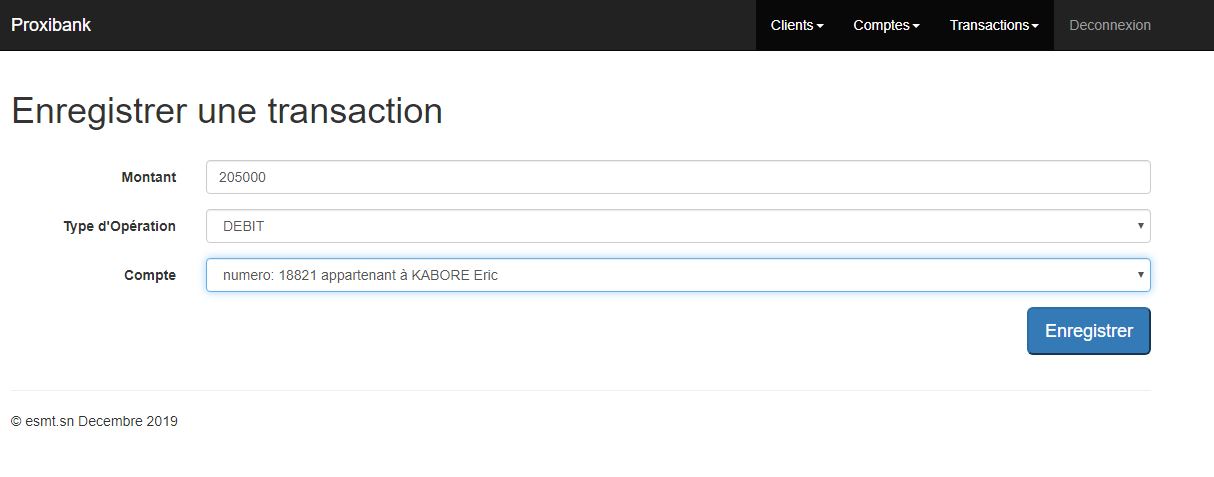 Proxibank Clients Comptes Transactions Deconnexion
Enregistrer une transaction
Montant 205000
Type d'Opération DEBIT
Compte numero: 18821 appartenant à KABORE Eric
Enregistrer
© esmt.sn Decembre 2019